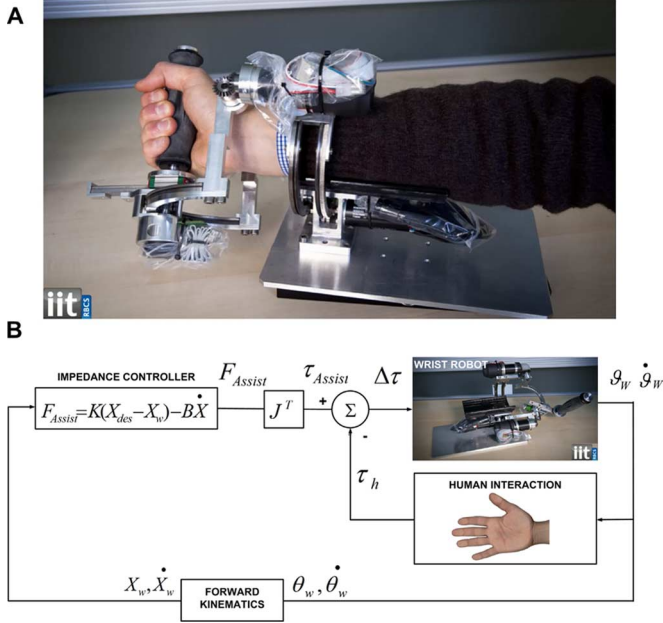 A
iit
RBCS
B
IMPEDANCE CONTROLLER
F_Assist=K(X_des−X_w)−BẊ
F_Assist
J^T
τ_Assist
+
Σ
-
Δτ
WRIST ROBOT
iit
RBCS
ϑ_W ϑ̇_W
τ_h
HUMAN INTERACTION
X_w, Ẋ_w
FORWARD
KINEMATICS
θ_w, θ̇_w